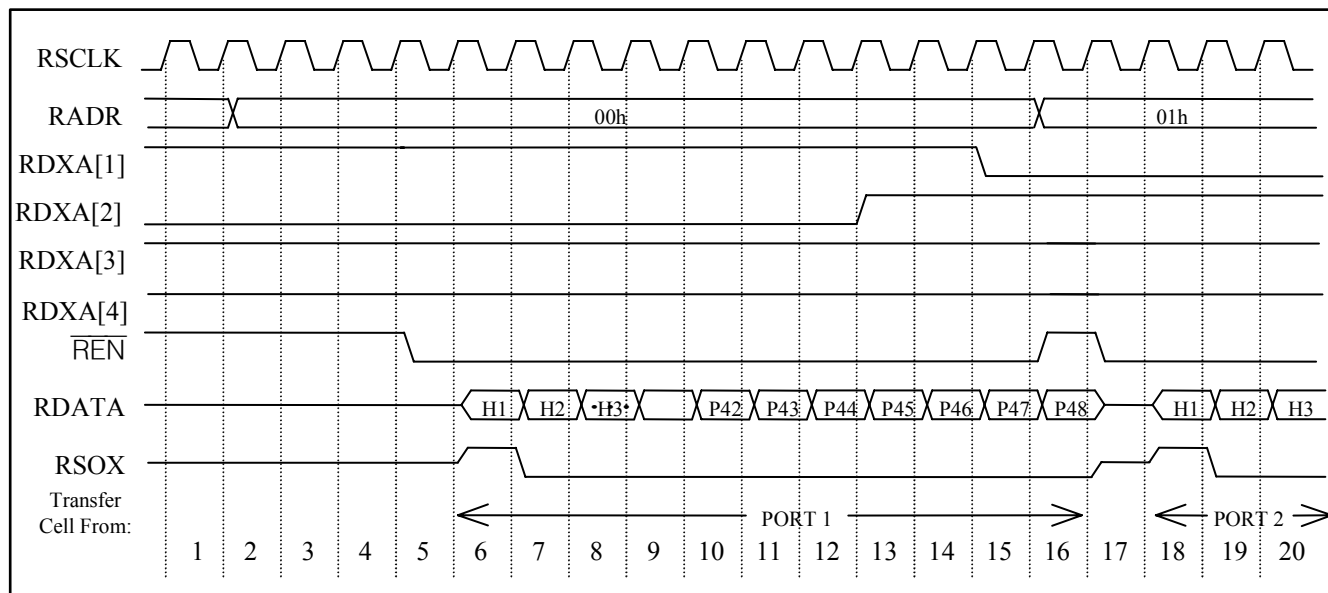 RSCLK
RADR 00h 01h
RDXA[1]
RDXA[2]
RDXA[3]
RDXA[4]
REN
RDATA H1 H2 H3 P42 P43 P44 P45 P46 P47 P48 H1 H2 H3
RSOX
Transfer
Cell From: PORT 1 PORT 2
1 2 3 4 5 6 7 8 9 10 11 12 13 14 15 16 17 18 19 20